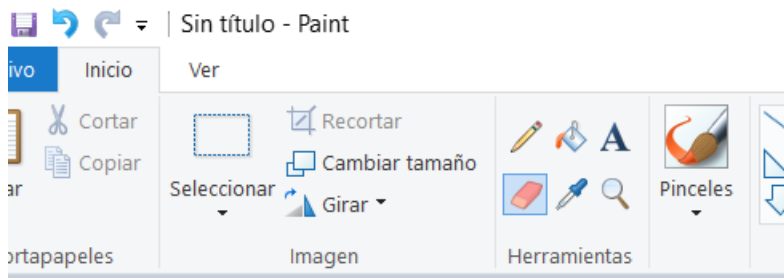 Sin título - Paint
ivo Inicio Ver
Cortar
Copiar
ar
Seleccionar
Recortar
Cambiar tamaño
Girar
A
Pinceles
ortapapeles Imagen Herramientas